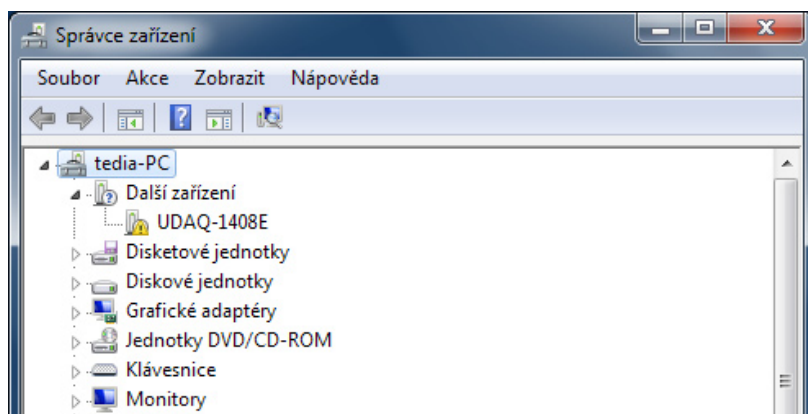 Správce zařízení
Soubor Akce Zobrazit Nápověda
tedia-PC
Další zařízení
UDAQ-1408E
Disketové jednotky
Diskové jednotky
Grafické adaptéry
Jednotky DVD/CD-ROM
Klávesnice
Monitory